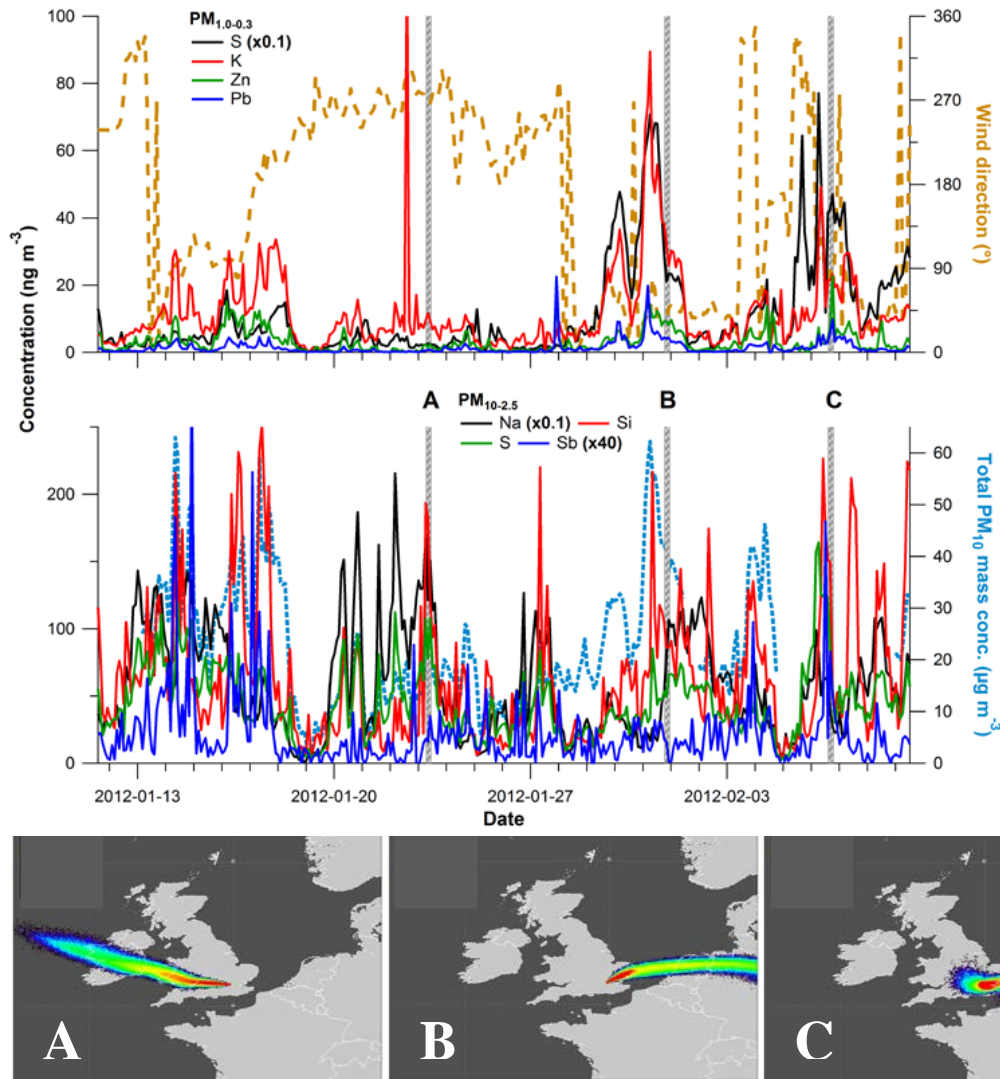 PM1.0-0.3
S (x0.1)
K
Zn
Pb
100
80
60
40
20
0
360
270
180
90
0
Wind direction (°)
Concentration (ng m-3)
A B C
PM10-2.5
Na (x0.1) Si
S Sb (x40)
200
100
0
60
50
40
30
20
10
0
Total PM10 mass conc. (µg m-3)
2012-01-13 2012-01-20 2012-01-27 2012-02-03
Date
A B C